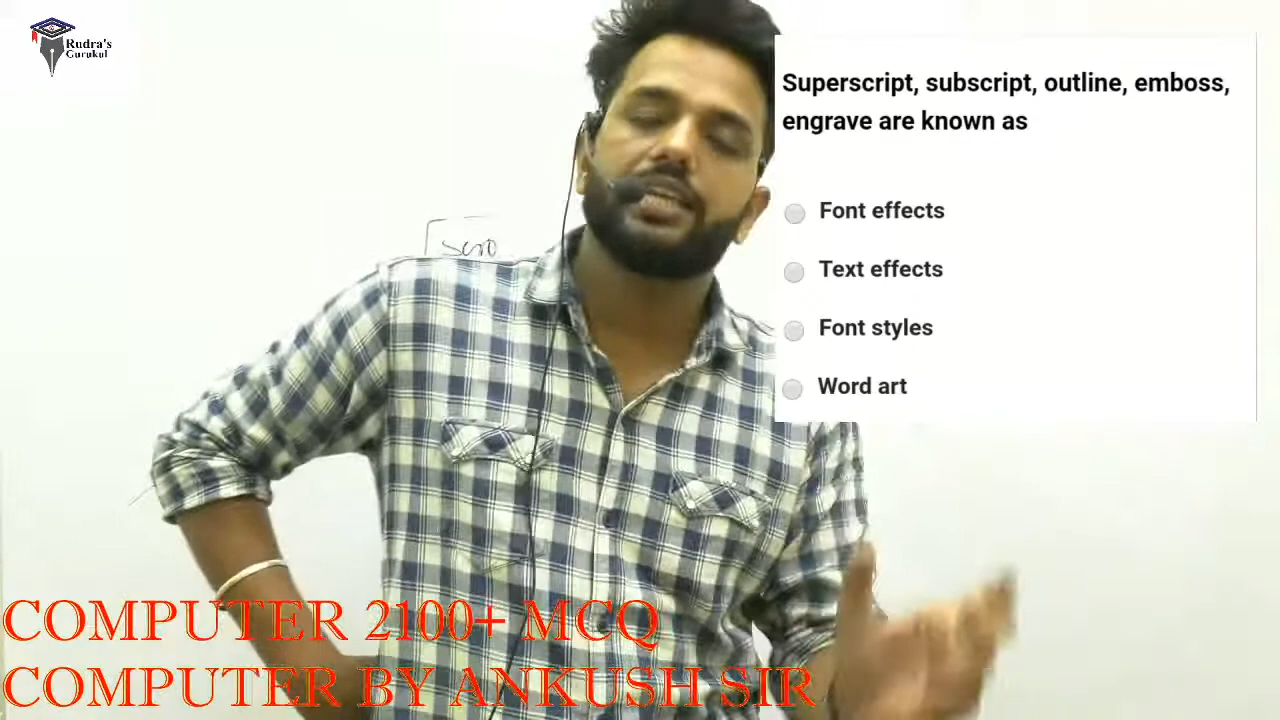 Rudra's
Gurukul
Superscript, subscript, outline, emboss,
engrave are known as
Font effects
Text effects
Font styles
Word art
COMPUTER 2100+ MCQ
COMPUTER BY ANKUSH SIR